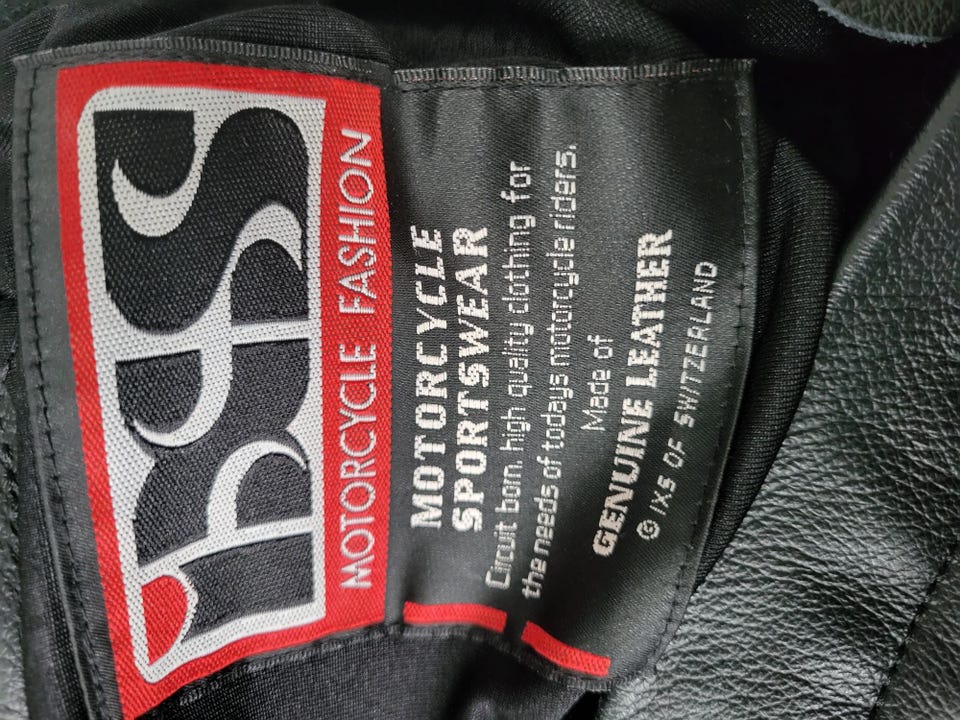 iXS
MOTORCYCLE FASHION
MOTORCYCLE
SPORTSWEAR
Circuit born. high quality clothing for
the needs of todays motorcycle riders.
Made of
GENUINE LEATHER
© IXS OF SWITZERLAND